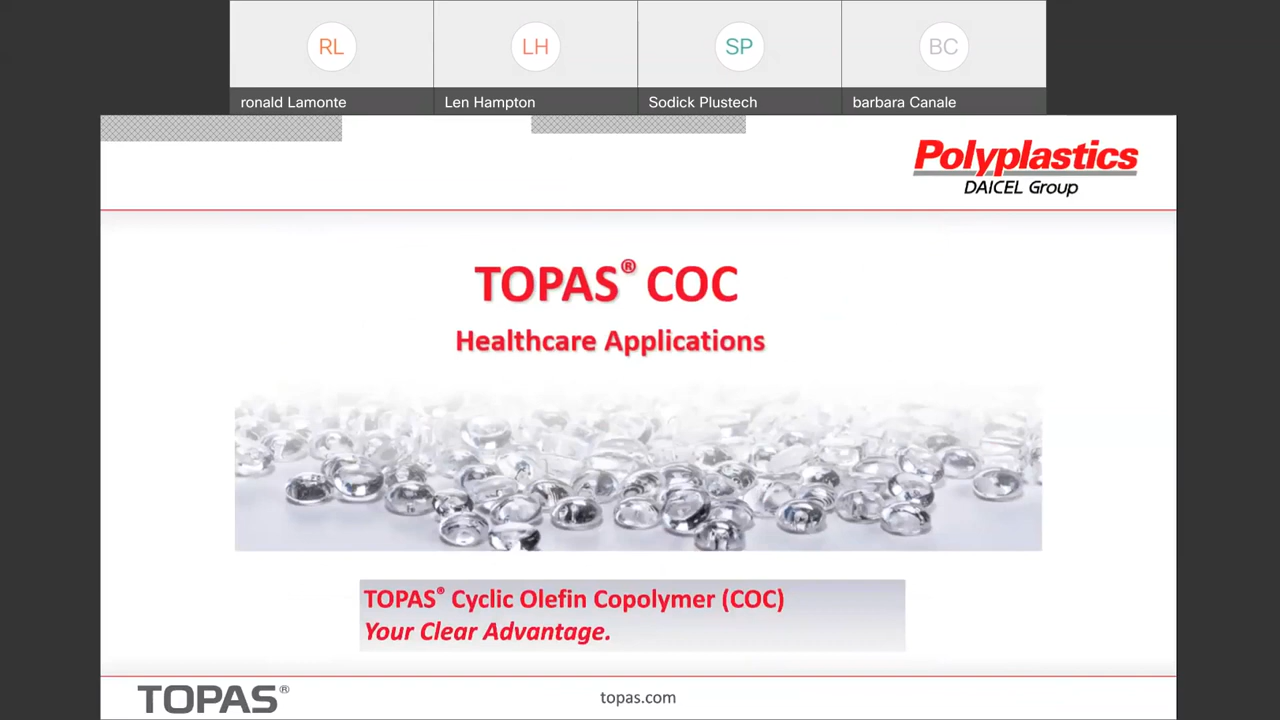 RL
LH
SP
BC
ronald Lamonte
Len Hampton
Sodick Plustech
barbara Canale
Polyplastics
DAICEL Group
TOPAS® COC
Healthcare Applications
TOPAS® Cyclic Olefin Copolymer (COC)
Your Clear Advantage.
TOPAS®
topas.com